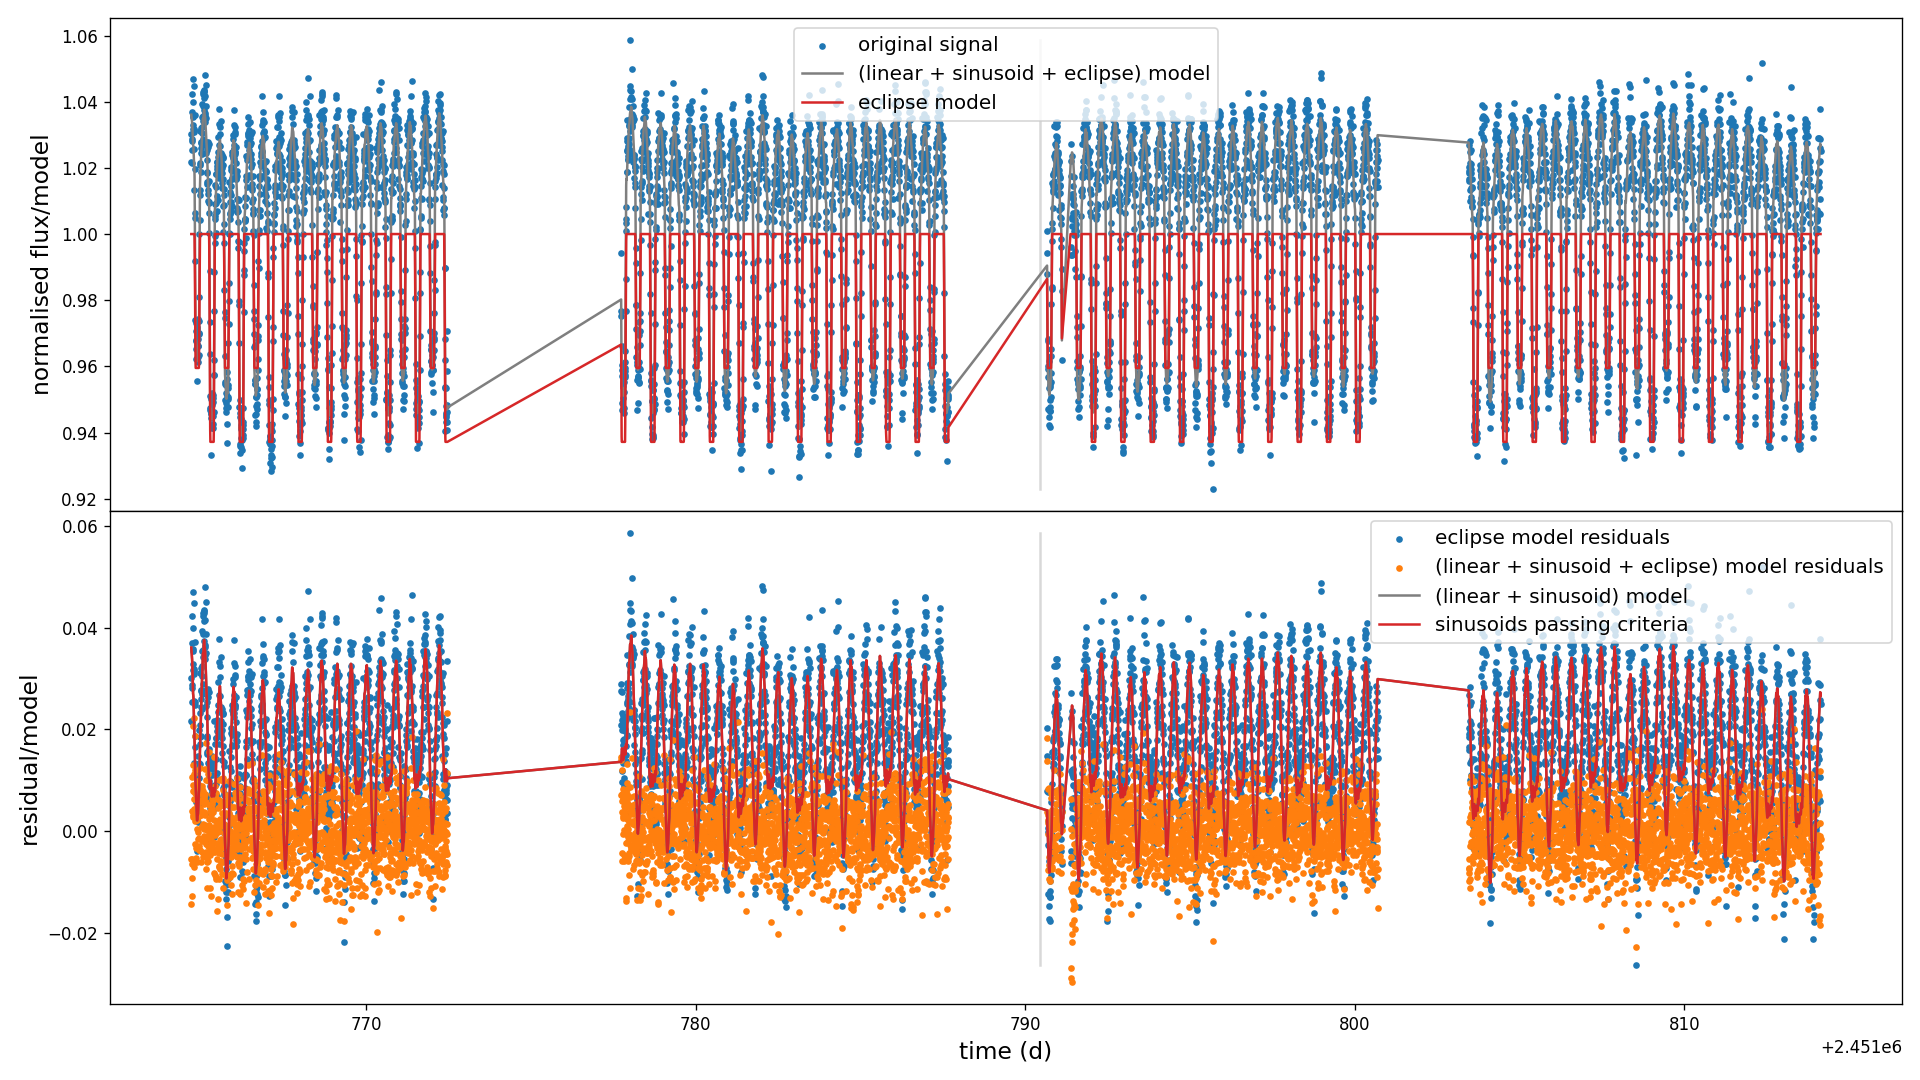 normalised flux/model
1.06
1.04
1.02
1.00
0.98
0.96
0.94
0.92
original signal
(linear + sinusoid + eclipse) model
eclipse model
residual/model
0.06
0.04
0.02
0.00
−0.02
eclipse model residuals
(linear + sinusoid + eclipse) model residuals
(linear + sinusoid) model
sinusoids passing criteria
770
780
790
800
810
time (d)
+2.451e6